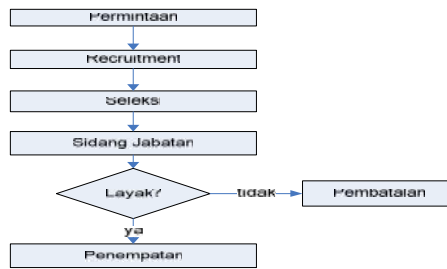 Permintaan
Recruitment
Seleksi
Sidang Jabatan
Layak?
tidak
Pembatalan
ya
Penempatan